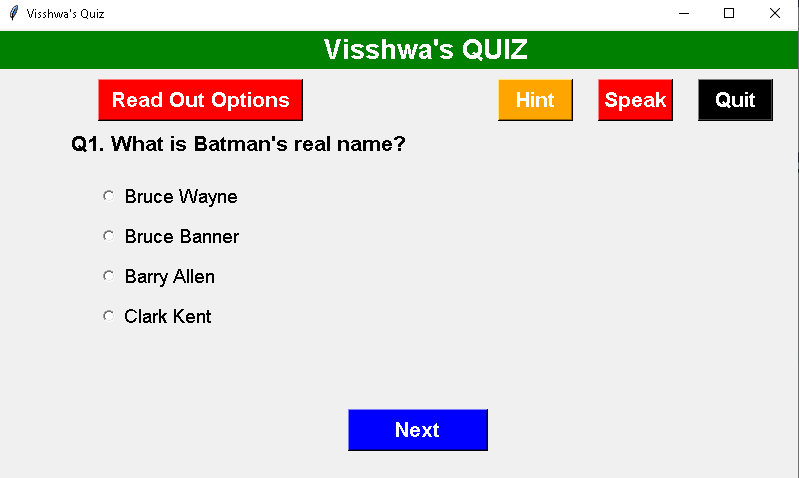 Visshwa's Quiz
Visshwa's QUIZ
Read Out Options Hint Speak Quit
Q1. What is Batman's real name?
Bruce Wayne
Bruce Banner
Barry Allen
Clark Kent
Next